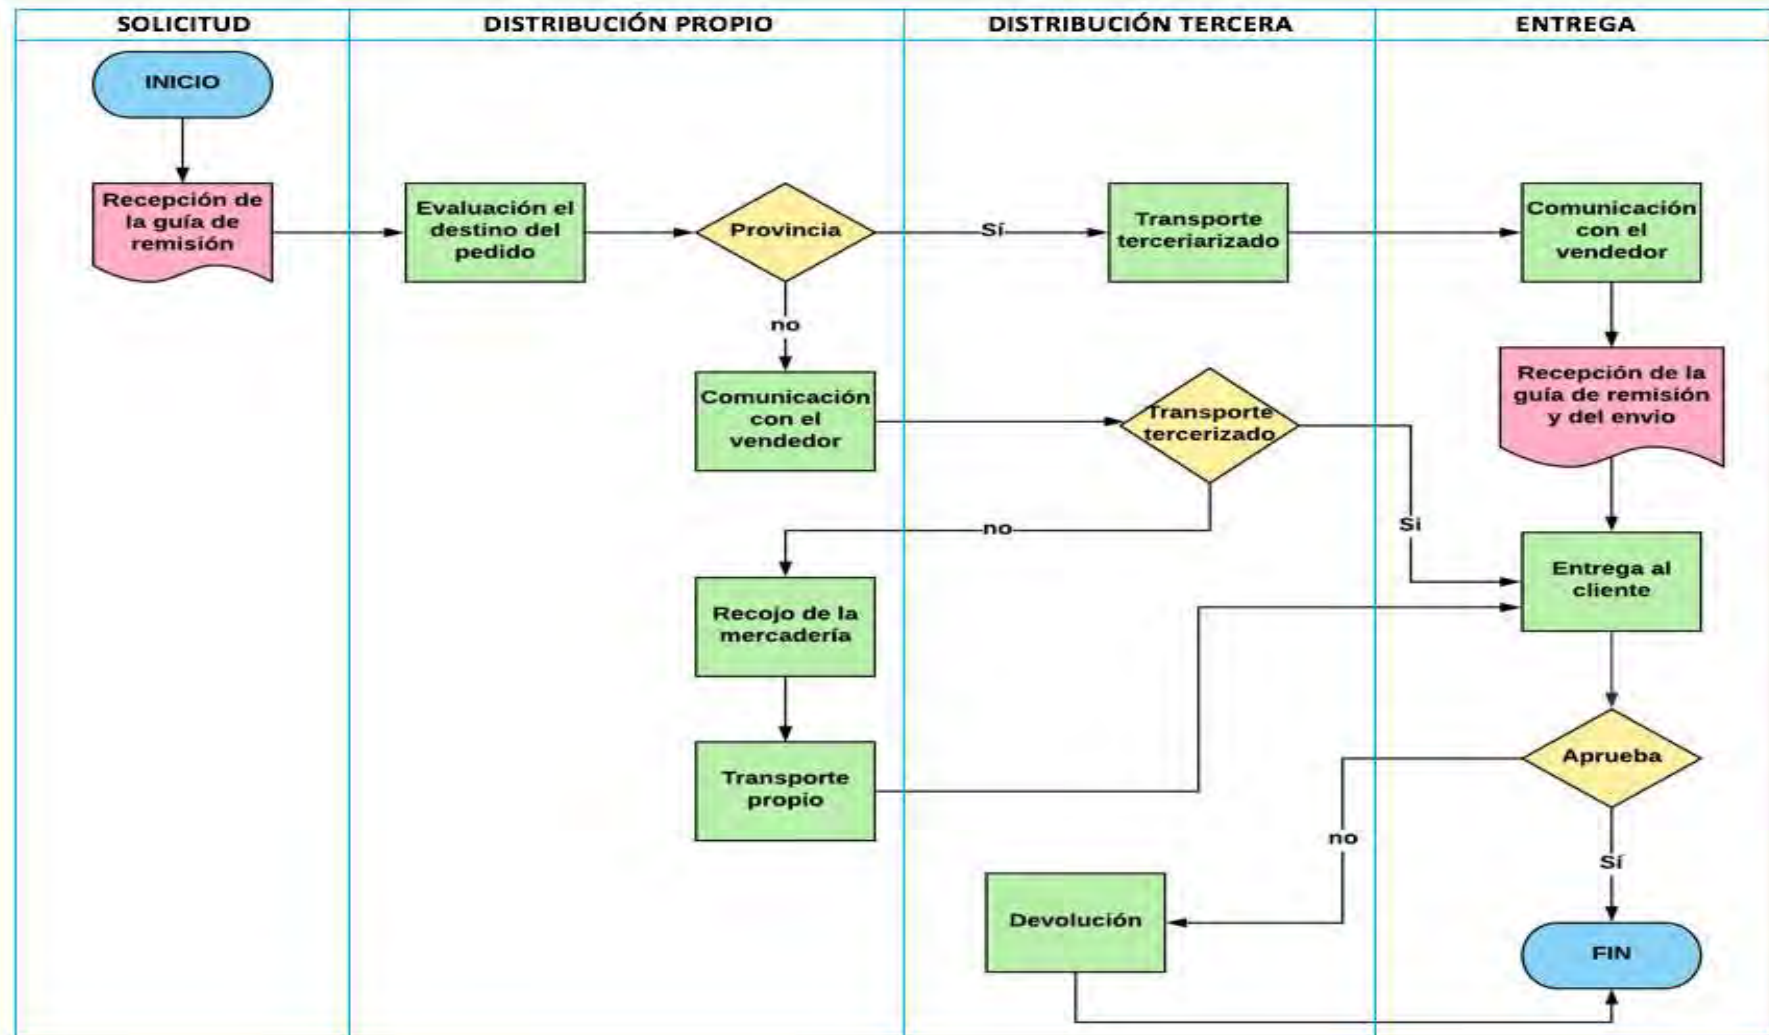 SOLICITUD
DISTRIBUCIÓN PROPIO
DISTRIBUCIÓN TERCERA
ENTREGA
INICIO
Recepción de
la guía de
remisión
Evaluación el
destino del
pedido
Provincia
Sí
Transporte
terceriarizado
Comunicación
con el
vendedor
no
Comunicación
con el
vendedor
Transporte
tercerizado
Recepción de la
guía de remisión
y del envio
no
Si
Entrega al
cliente
Recojo de la
mercadería
Transporte
propio
Aprueba
no
Sí
Devolución
FIN